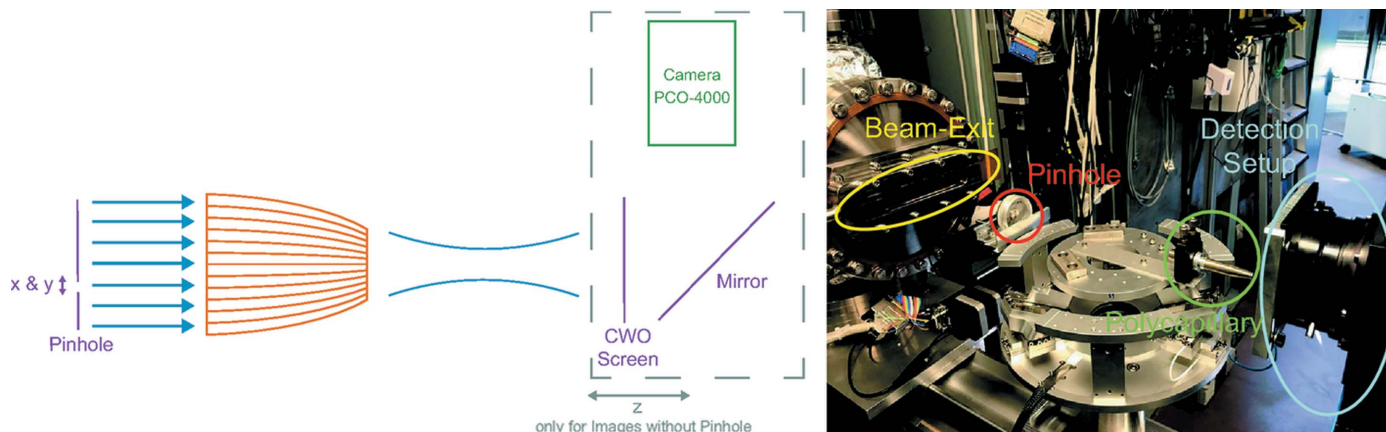 Camera
PCO-4000
x & y
Pinhole
Mirror
CWO
Screen
z
only for Images without Pinhole
Beam-Exit
Pinhole
Detection
Setup
Polycapillary